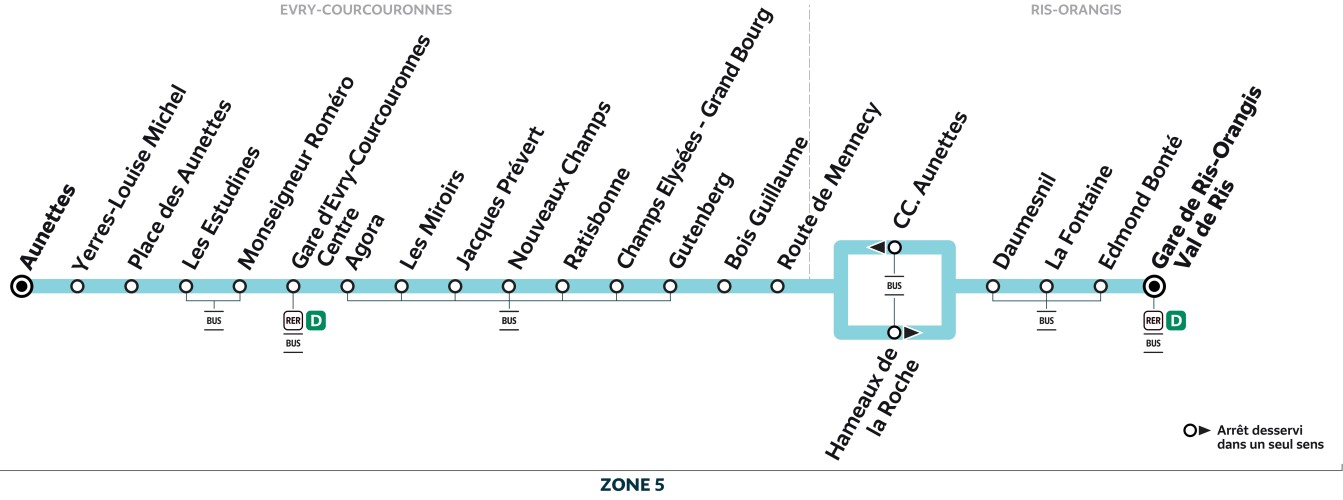 EVRY-COURCOURONNES
RIS-ORANGIS
Aunettes
Yerres-Louise Michel
Place des Aunettes
Les Estudines
Monseigneur Roméro
Gare d'Evry-Courcouronnes
Centre
Agora
Les Miroirs
Jacques Prévert
Nouveaux Champs
Ratisbonne
Champs Elysées - Grand Bourg
Gutenberg
Bois Guillaume
Route de Mennecy
CC. Aunettes
Hameaux de
la Roche
Daumesnil
La Fontaine
Edmond Bonté
Gare de Ris-Orangis
Val de Ris
BUS
RER D
BUS
BUS
BUS
BUS
RER D
BUS
Arrêt desservi
dans un seul sens
ZONE 5